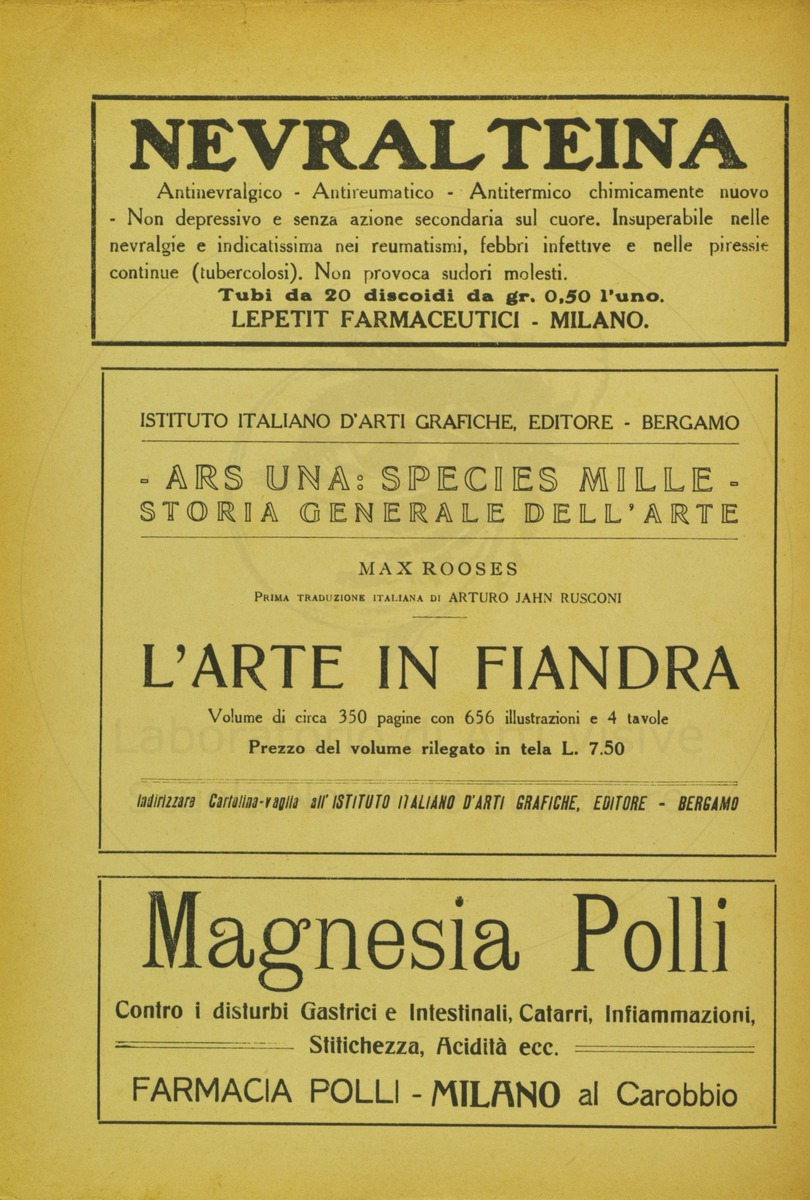 NEVRALTEINA
Antinevralgico - Antireumatico - Antitermico chimicamente nuovo
- Non depressivo e senza azione secondaria sul cuore. Insuperabile nelle
nevralgie e indicatissima nei reumatismi, febbri infettive e nelle piressie
continue (tubercolosi). Non provoca sudori molesti.
Tubi da 20 discoidi da gr. 0,50 l'uno.
LEPETIT FARMACEUTICI - MILANO.
ISTITUTO ITALIANO D'ARTI GRAFICHE, EDITORE - BERGAMO
- ARS UNA: SPECIES MILLE -
STORIA GENERALE DELL'ARTE
MAX ROOSES
PRIMA TRADUZIONE ITALIANA DI ARTURO JAHN RUSCONI
L'ARTE IN FIANDRA
Volume di circa 350 pagine con 656 illustrazioni e 4 tavole
Prezzo del volume rilegato in tela L. 7.50
Indirizzare Cartolina-vaglia all'ISTITUTO ITALIANO D'ARTI GRAFICHE, EDITORE - BERGAMO
Magnesia Polli
Contro i disturbi Gastrici e Intestinali, Catarri, Infiammazioni,
Stitichezza, Acidità ecc.
FARMACIA POLLI - MILANO al Carobbio